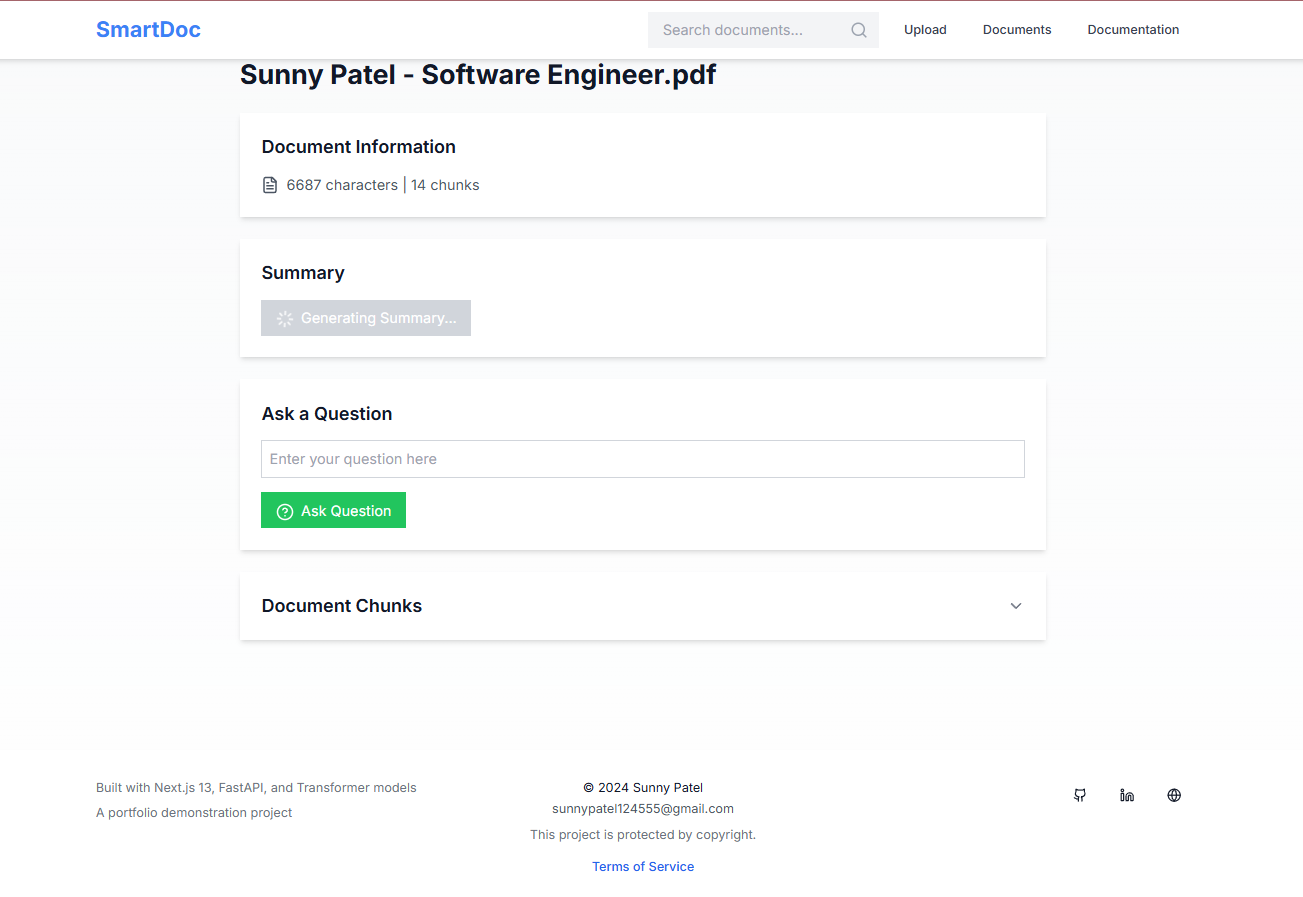 SmartDoc
Search documents...
Upload
Documents
Documentation
Sunny Patel - Software Engineer.pdf
Document Information
6687 characters | 14 chunks
Summary
Generating Summary...
Ask a Question
Enter your question here
Ask Question
Document Chunks
Built with Next.js 13, FastAPI, and Transformer models
A portfolio demonstration project
© 2024 Sunny Patel
sunnypatel124555@gmail.com
This project is protected by copyright.
Terms of Service